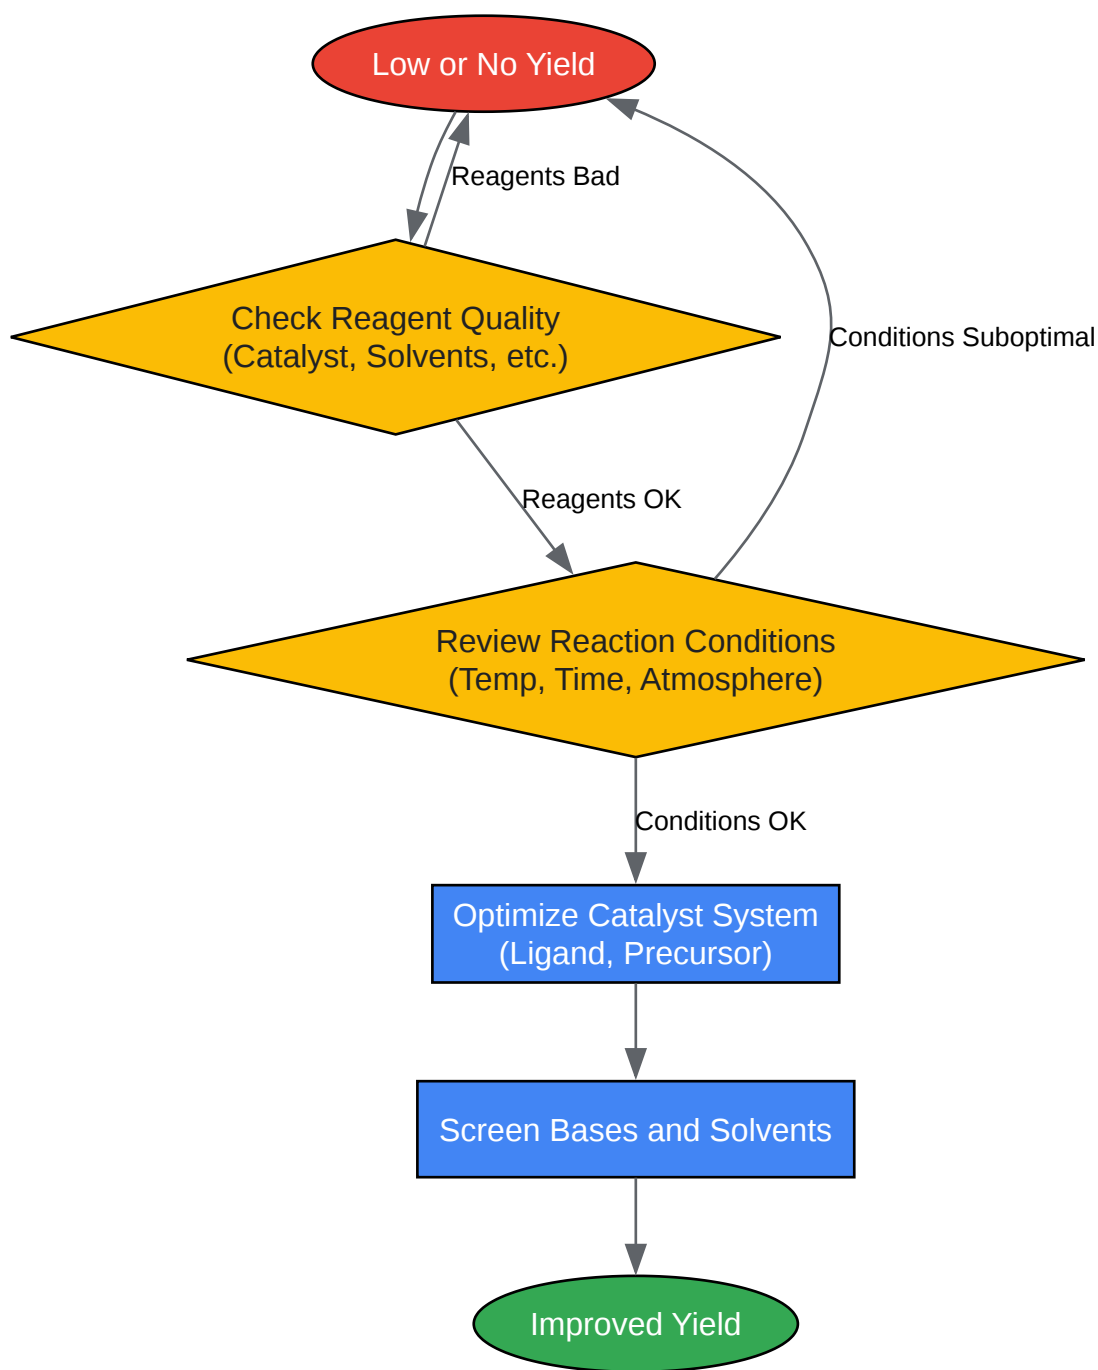 Low or No Yield
Reagents Bad
Check Reagent Quality
(Catalyst, Solvents, etc.)
Conditions Suboptimal
Reagents OK
Review Reaction Conditions
(Temp, Time, Atmosphere)
Conditions OK
Optimize Catalyst System
(Ligand, Precursor)
Screen Bases and Solvents
Improved Yield